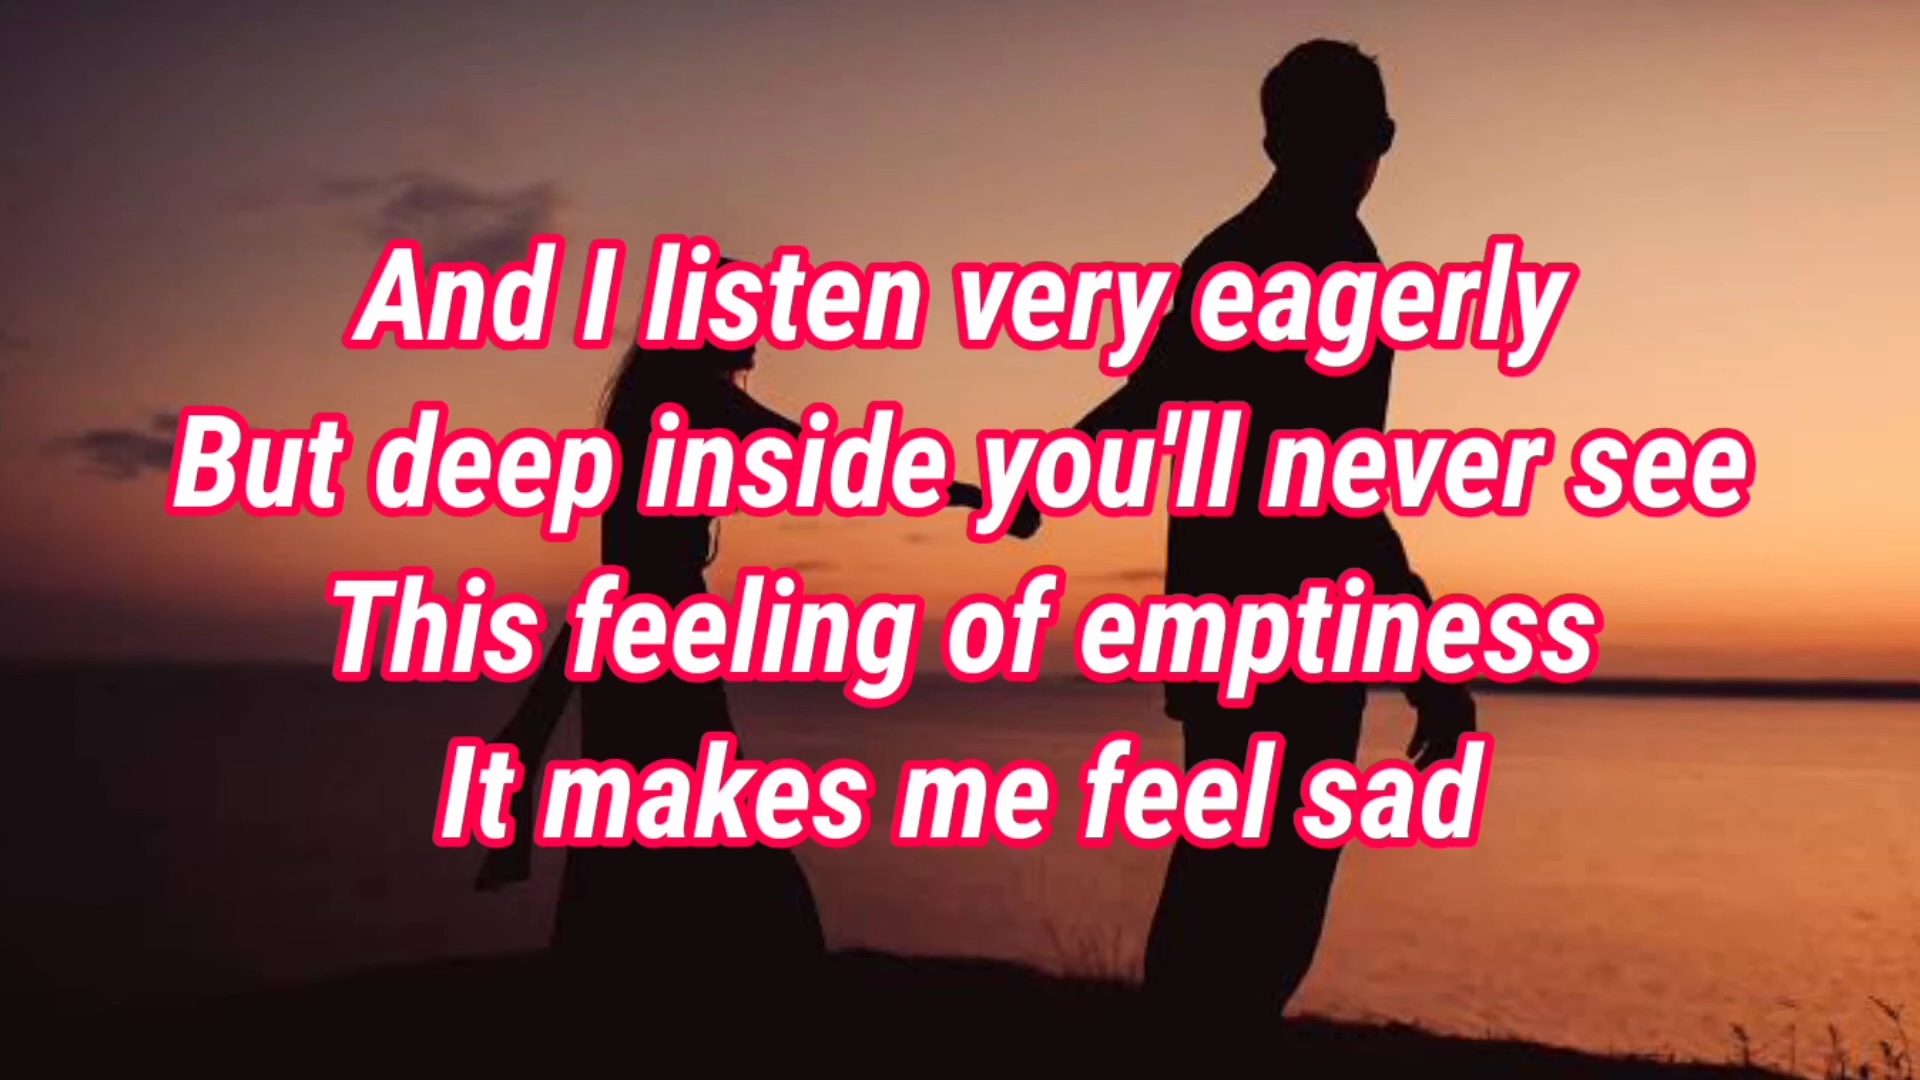 And I listen very eagerly
But deep inside you'll never see
This feeling of emptiness
It makes me feel sad